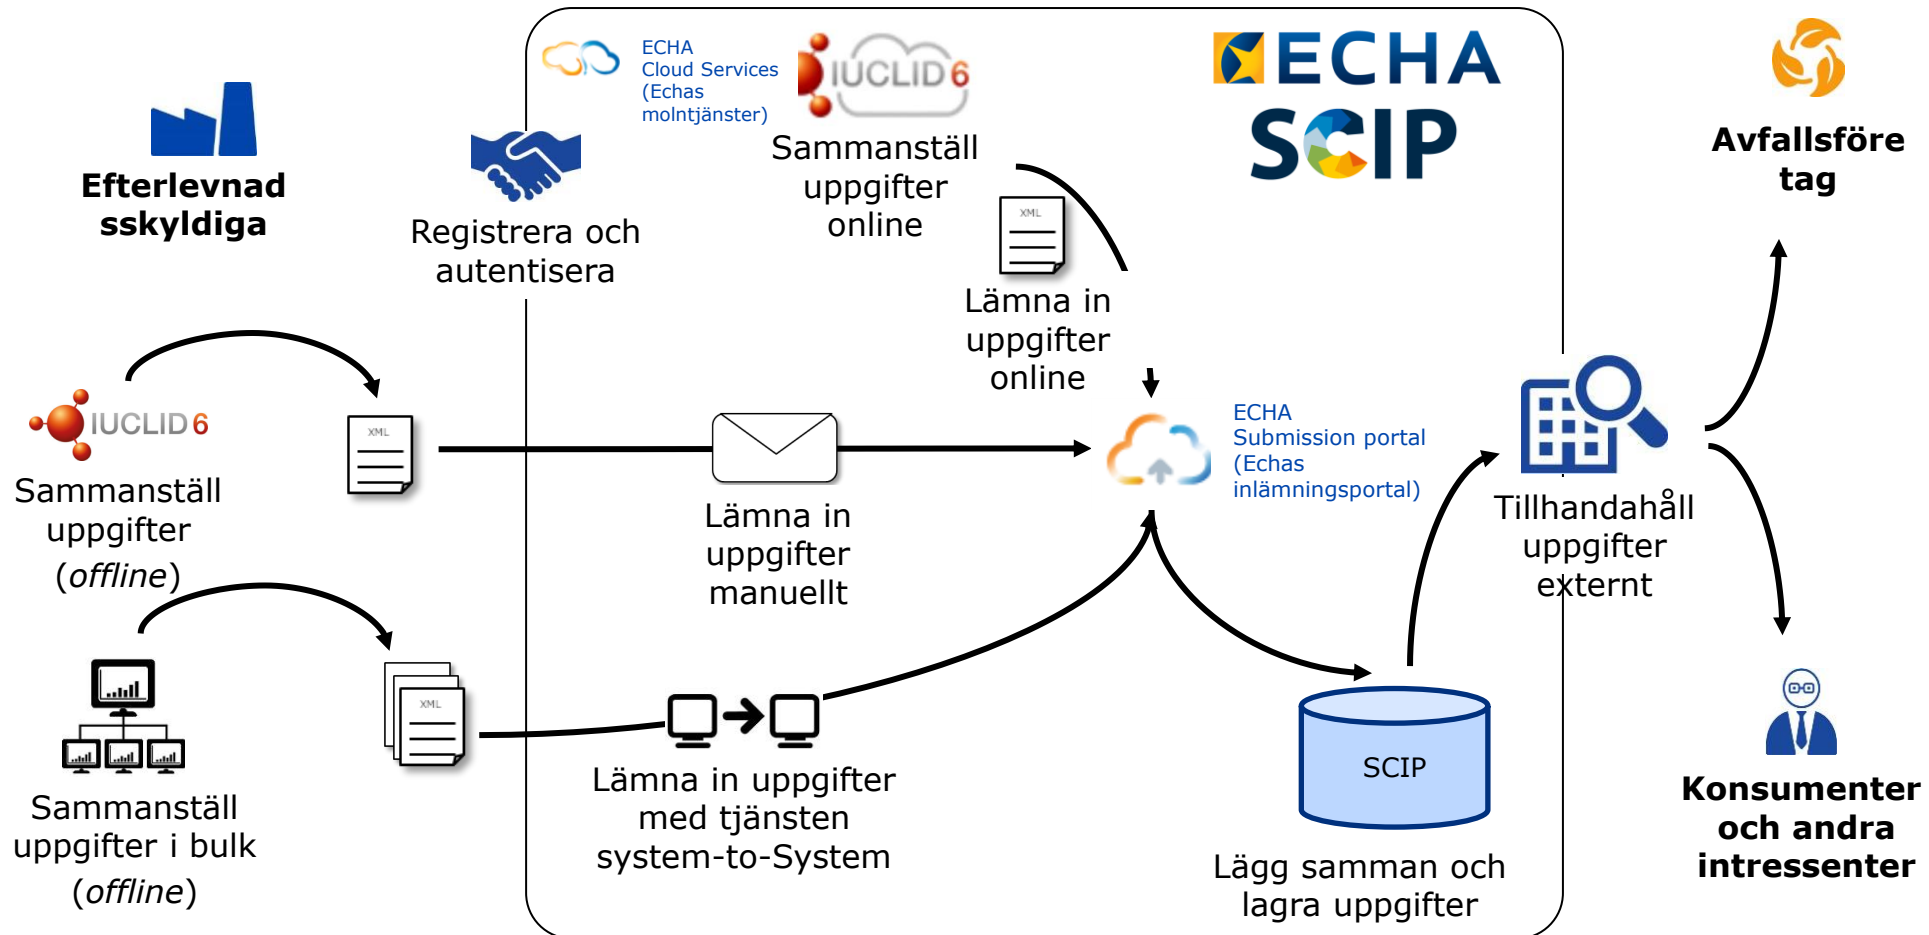 ECHA
Cloud Services
(Echas
molntjänster)
IUCLID 6
ECHA
SCIP
Efterlevnad
sskyldiga
Registrera och
autentisera
Sammanställ
uppgifter
online
XML
Lämna in
uppgifter
online
Avfallsföre
tag
IUCLID 6
Sammanställ
uppgifter
(offline)
XML
Lämna in
uppgifter
manuellt
ECHA
Submission portal
(Echas
inlämningsportal)
Tillhandahåll
uppgifter
externt
Sammanställ
uppgifter i bulk
(offline)
XML
Lämna in uppgifter
med tjänsten
system-to-System
SCIP
Lägg samman och
lagra uppgifter
Konsumenter
och andra
intressenter